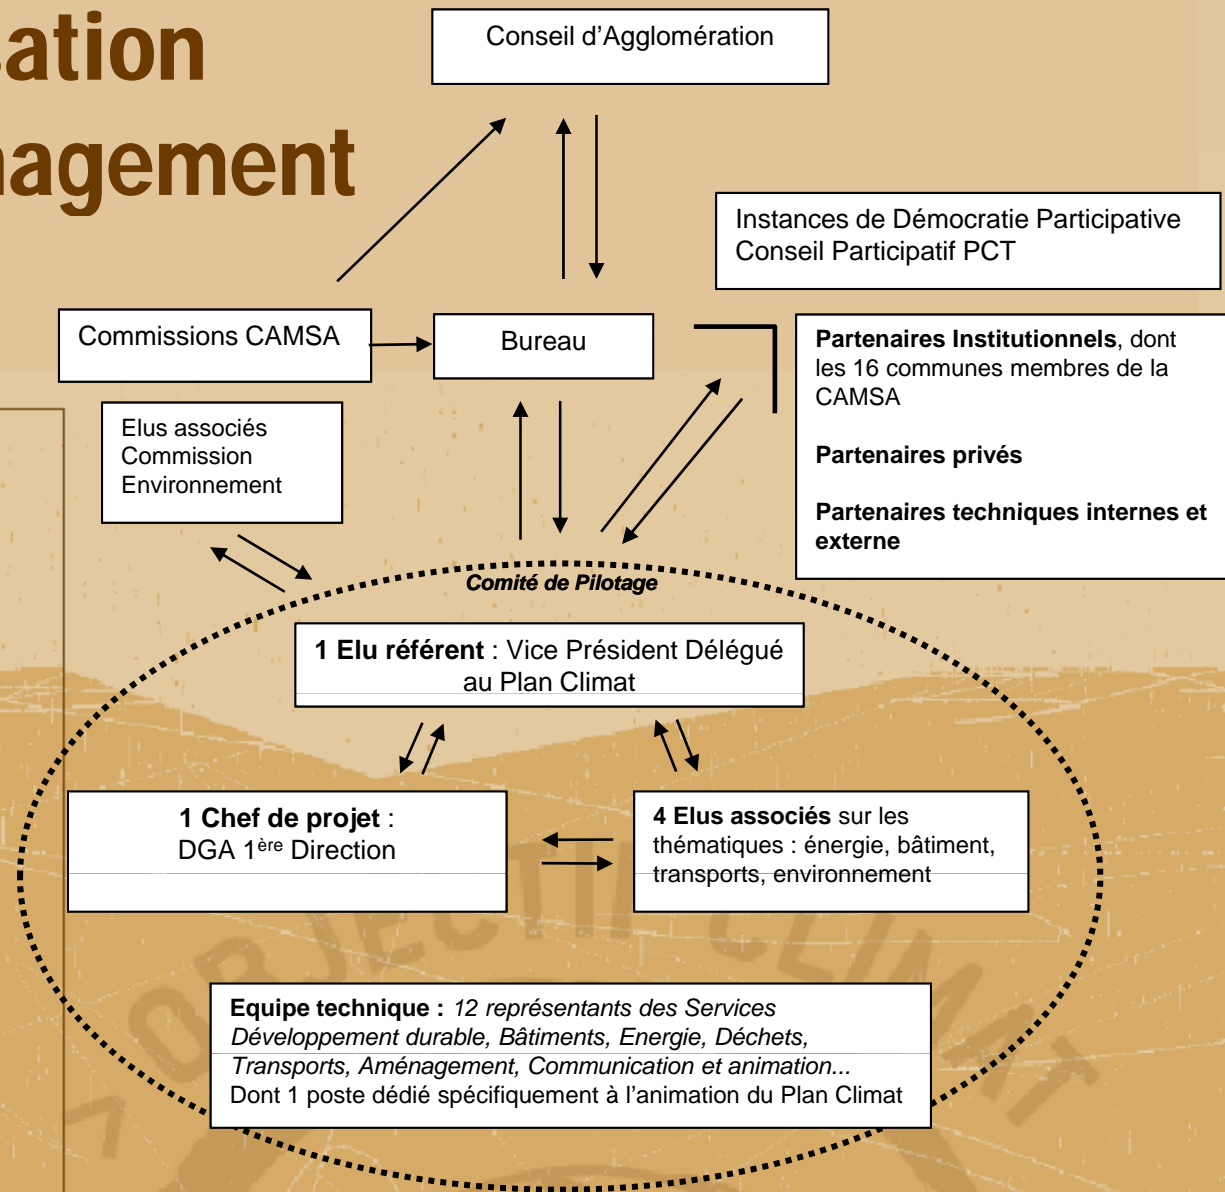 Conseil d’Agglomération
Instances de Démocratie Participative
Conseil Participatif PCT
Commissions CAMSA
Bureau
Partenaires Institutionnels, dont
les 16 communes membres de la
CAMSA
Partenaires privés
Partenaires techniques internes et
externe
Elus associés
Commission
Environnement
Comité de Pilotage
1 Elu référent : Vice Président Délégué
au Plan Climat
1 Chef de projet :
DGA 1ère Direction
4 Elus associés sur les
thématiques : énergie, bâtiment,
transports, environnement
Equipe technique : 12 représentants des Services
Développement durable, Bâtiments, Energie, Déchets,
Transports, Aménagement, Communication et animation...
Dont 1 poste dédié spécifiquement à l’animation du Plan Climat
OBJECTIF CLIMAT